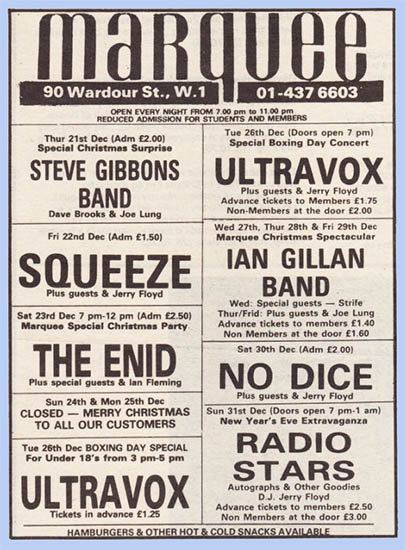 marquee
90 Wardour St., W.1
01-437 6603
OPEN EVERY NIGHT FROM 7.00 pm to 11.00 pm
REDUCED ADMISSION FOR STUDENTS AND MEMBERS
Thur 21st Dec (Adm £2.00)
Special Christmas Surprise
STEVE GIBBONS
BAND
Dave Brooks & Joe Lung
Fri 22nd Dec (Adm £1.50)
SQUEEZE
Plus guests & Jerry Floyd
Sat 23rd Dec 7 pm-12 pm (Adm £2.50)
Marquee Special Christmas Party
THE ENID
Plus special guests & Ian Fleming
Sun 24th & Mon 25th Dec
CLOSED — MERRY CHRISTMAS
TO ALL OUR CUSTOMERS
Tue 26th Dec BOXING DAY SPECIAL
For Under 18's from 3 pm-5 pm
ULTRAVOX
Tickets in advance £1.25
Tue 26th Dec (Doors open 7 pm)
Special Boxing Day Concert
ULTRAVOX
Plus guests & Jerry Floyd
Advance tickets to Members £1.75
Non-Members at the door £2.00
Wed 27th, Thur 28th & Fri 29th Dec
Marquee Christmas Spectacular
IAN GILLAN
BAND
Wed: Special guests — Strife
Thur/Frid: Plus guests & Joe Lung
Advance tickets to members £1.40
Non Members at the door £1.60
Sat 30th Dec (Adm £2.00)
NO DICE
Plus guests & Jerry Floyd
Sun 31st Dec (Doors open 7 pm-1 am)
New Year's Eve Extravaganza
RADIO
STARS
Autographs & Other Goodies
D.J. Jerry Floyd
Advance tickets to members £2.50
Non Members at the door £3.00
HAMBURGERS & OTHER HOT & COLD SNACKS AVAILABLE